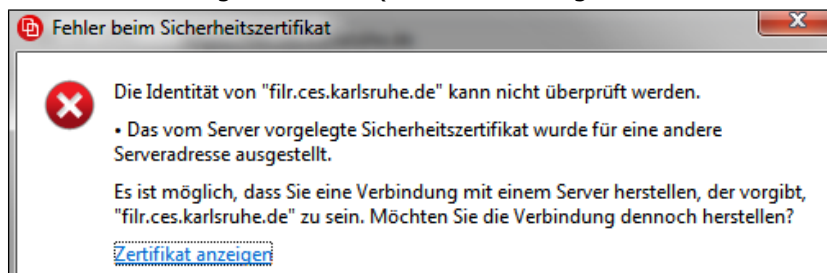 Fehler beim Sicherheitszertifikat
Die Identität von "filr.ces.karlsruhe.de" kann nicht überprüft werden.
• Das vom Server vorgelegte Sicherheitszertifikat wurde für eine andere
Serveradresse ausgestellt.
Es ist möglich, dass Sie eine Verbindung mit einem Server herstellen, der vorgibt,
"filr.ces.karlsruhe.de" zu sein. Möchten Sie die Verbindung dennoch herstellen?
Zertifikat anzeigen